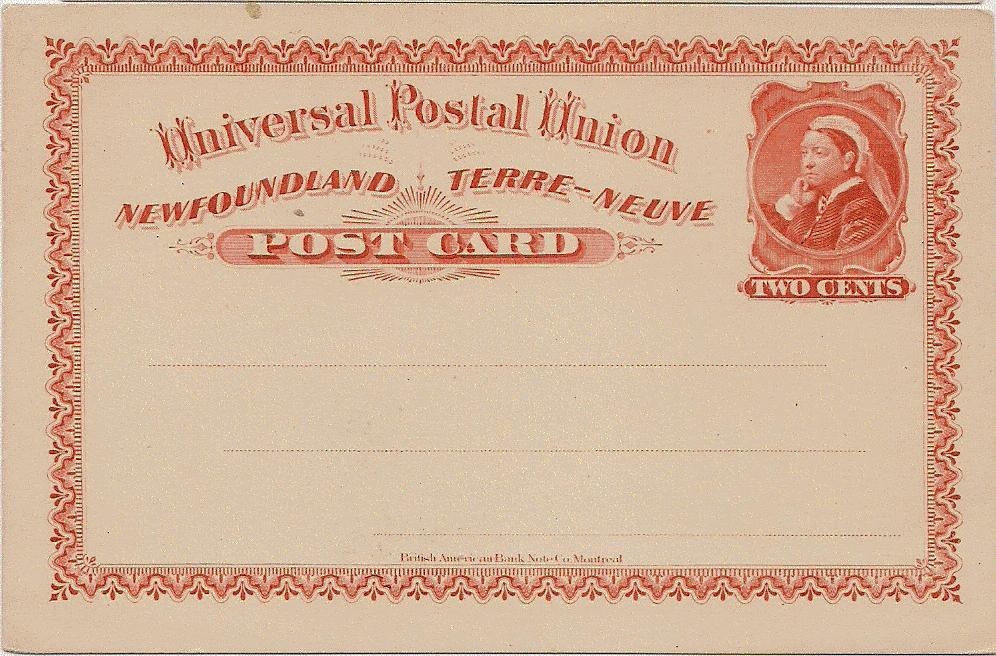 Universal Postal Union
NEWFOUNDLAND TERRE-NEUVE
POST CARD
TWO CENTS
British American Bank Note Co. Montreal